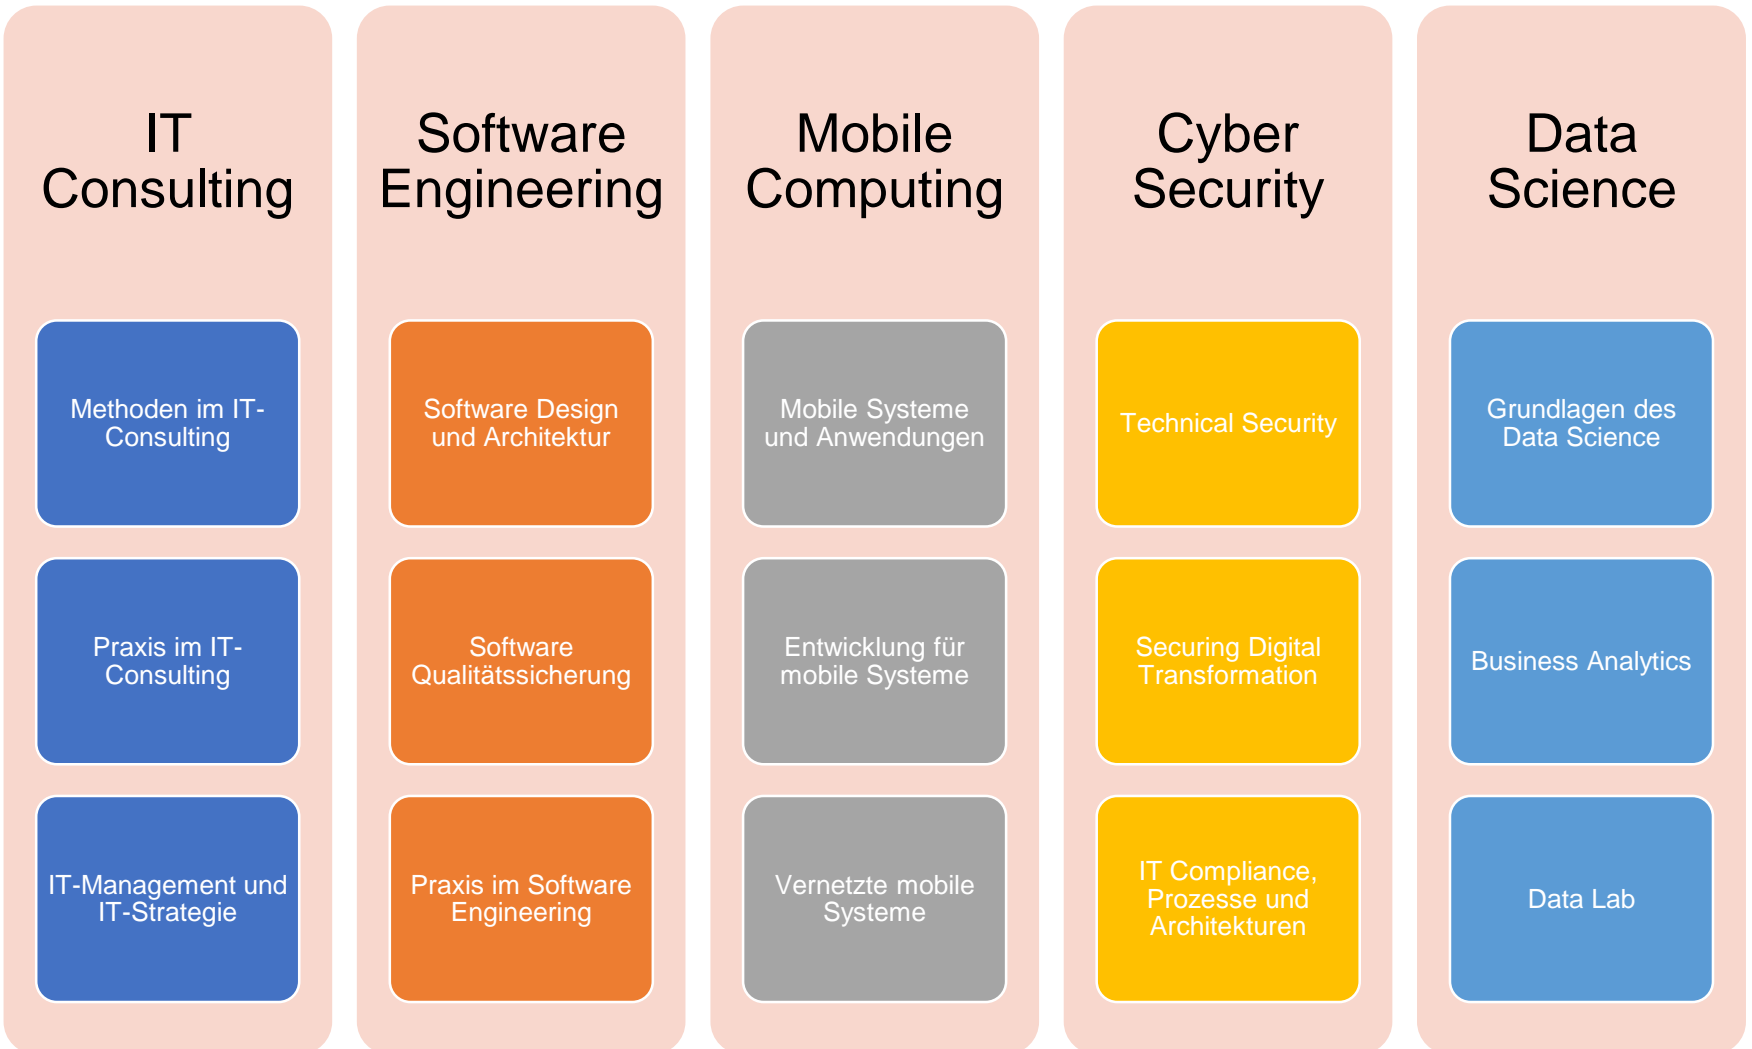 IT
Consulting
Methoden im IT-
Consulting
Praxis im IT-
Consulting
IT-Management und
IT-Strategie
Software
Engineering
Software Design
und Architektur
Software
Qualitätssicherung
Praxis im Software
Engineering
Mobile
Computing
Mobile Systeme
und Anwendungen
Entwicklung für
mobile Systeme
Vernetzte mobile
Systeme
Cyber
Security
Technical Security
Securing Digital
Transformation
IT Compliance,
Prozesse und
Architekturen
Data
Science
Grundlagen des
Data Science
Business Analytics
Data Lab